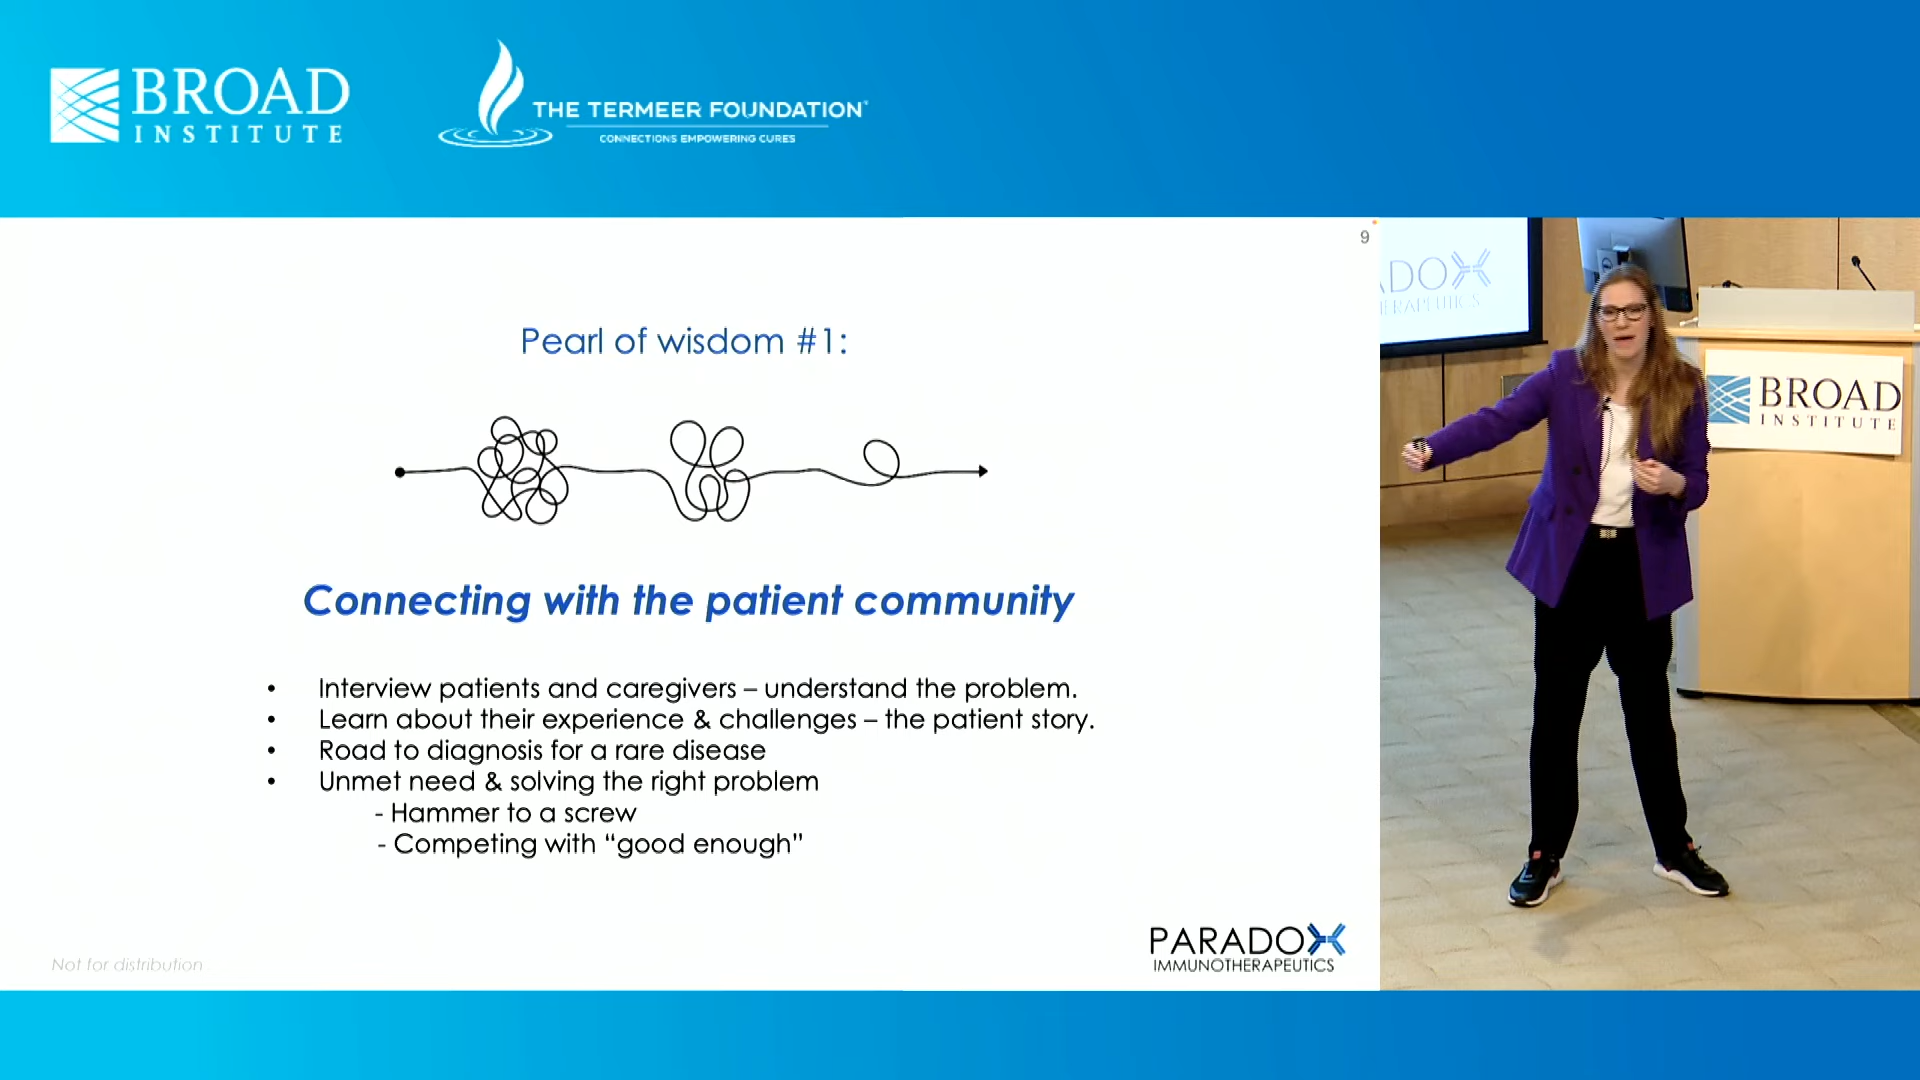 BROAD
INSTITUTE
THE TERMEER FOUNDATION
CONNECTIONS EMPOWERING CURES
9
Pearl of wisdom #1:
Connecting with the patient community
• Interview patients and caregivers – understand the problem.
• Learn about their experience & challenges – the patient story.
• Road to diagnosis for a rare disease
• Unmet need & solving the right problem
- Hammer to a screw
- Competing with “good enough”
Not for distribution
PARADOX
IMMUNOTHERAPEUTICS
ADOX
ERAPEUTICS
BROAD
INSTITUTE